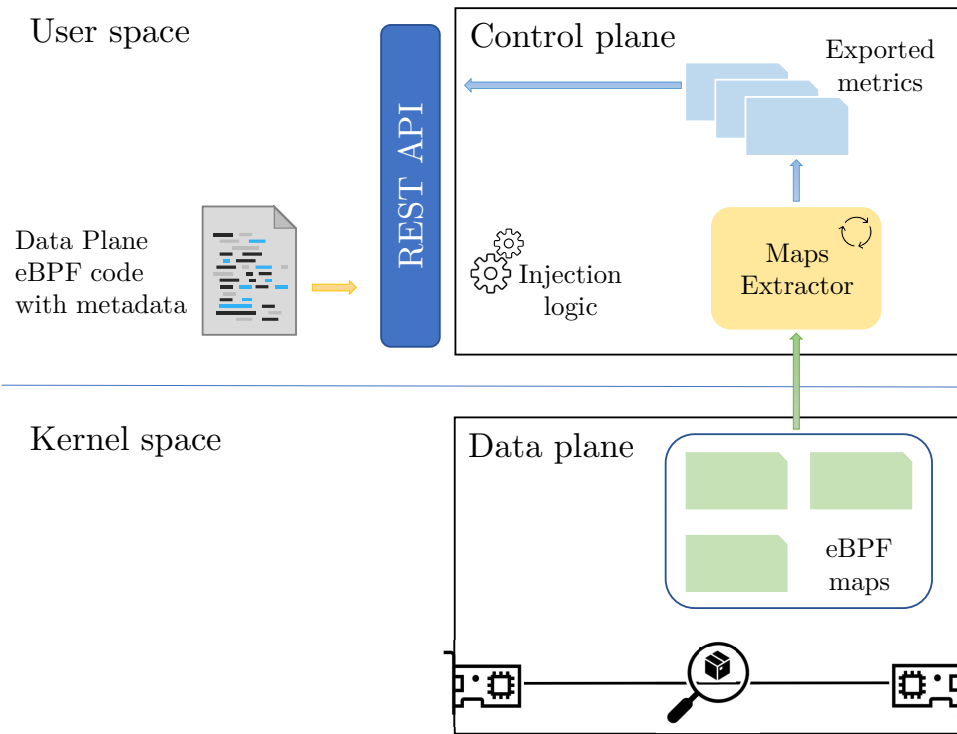 User space
Control plane
Exported
metrics
REST API
Data Plane
eBPF code
with metadata
Injection
logic
Maps
Extractor
Kernel space
Data plane
eBPF
maps